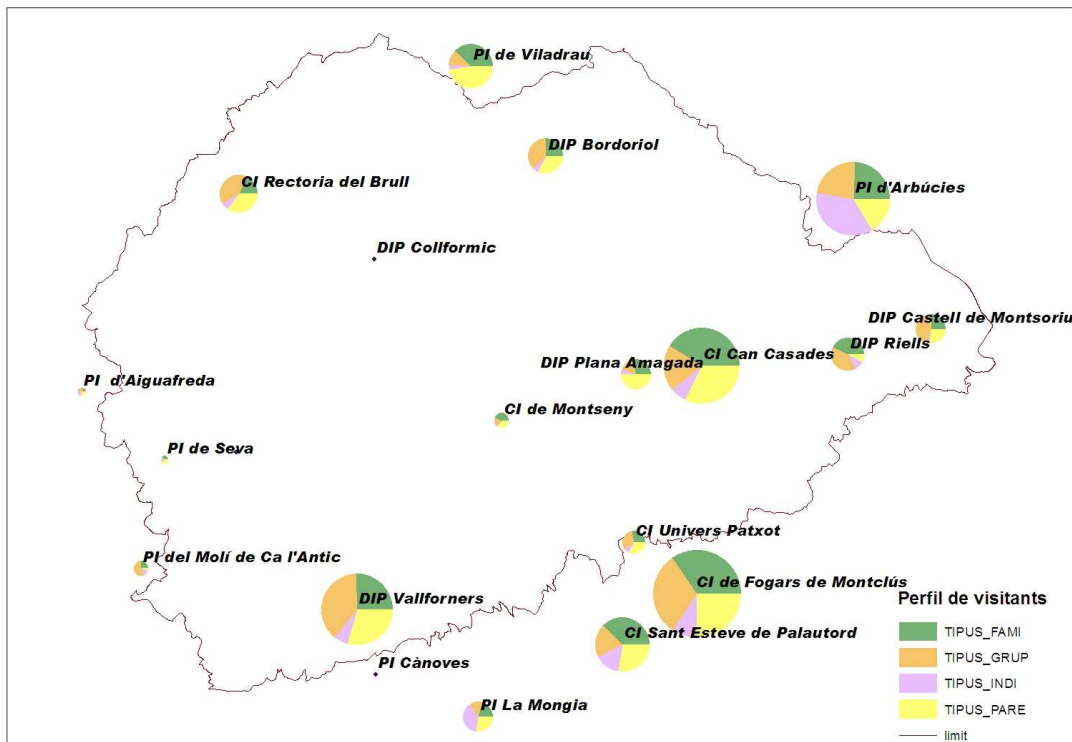 PI de Viladrau
DIP Bordoriol
CI Rectoria del Brull
PI d'Arbúcies
DIP Collformic
DIP Castell de Montsoriu
DIP Riells
CI Can Casades
DIP Plana Amagada
PI d'Aiguafreda
CI de Montseny
PI de Seva
CI Univers Patxot
PI del Molí de Ca l'Antic
CI de Fogars de Montclús
DIP Vallforners
CI Sant Esteve de Palautord
PI Cànoves
PI La Mongia
Perfil de visitants
TIPUS_FAMI
TIPUS_GRUP
TIPUS_INDI
TIPUS_PARE
limit